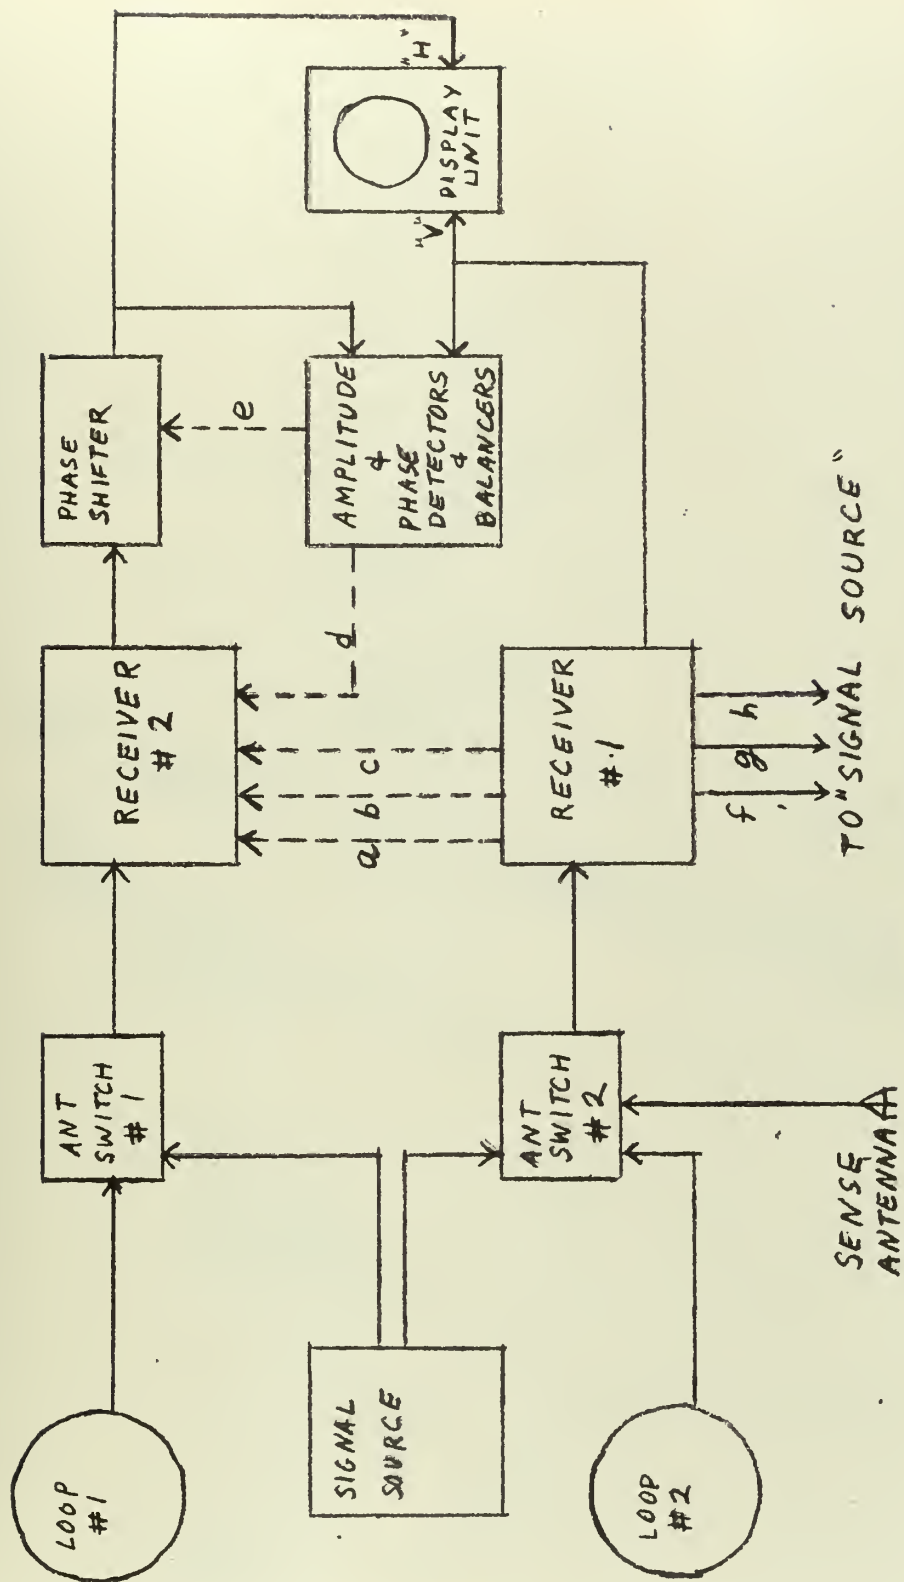 LOOP
#1
ANT
SWITCH
#1
RECEIVER
#2
PHASE
SHIFTER
"H"
SIGNAL
SOURCE
a
b
c
d
e
AMPLITUDE
&
PHASE
DETECTORS
&
BALANCERS
"V"
DISPLAY
UNIT
LOOP
#2
ANT
SWITCH
#2
RECEIVER
#.1
f
g
h
SENSE
ANTENNA
TO "SIGNAL SOURCE"